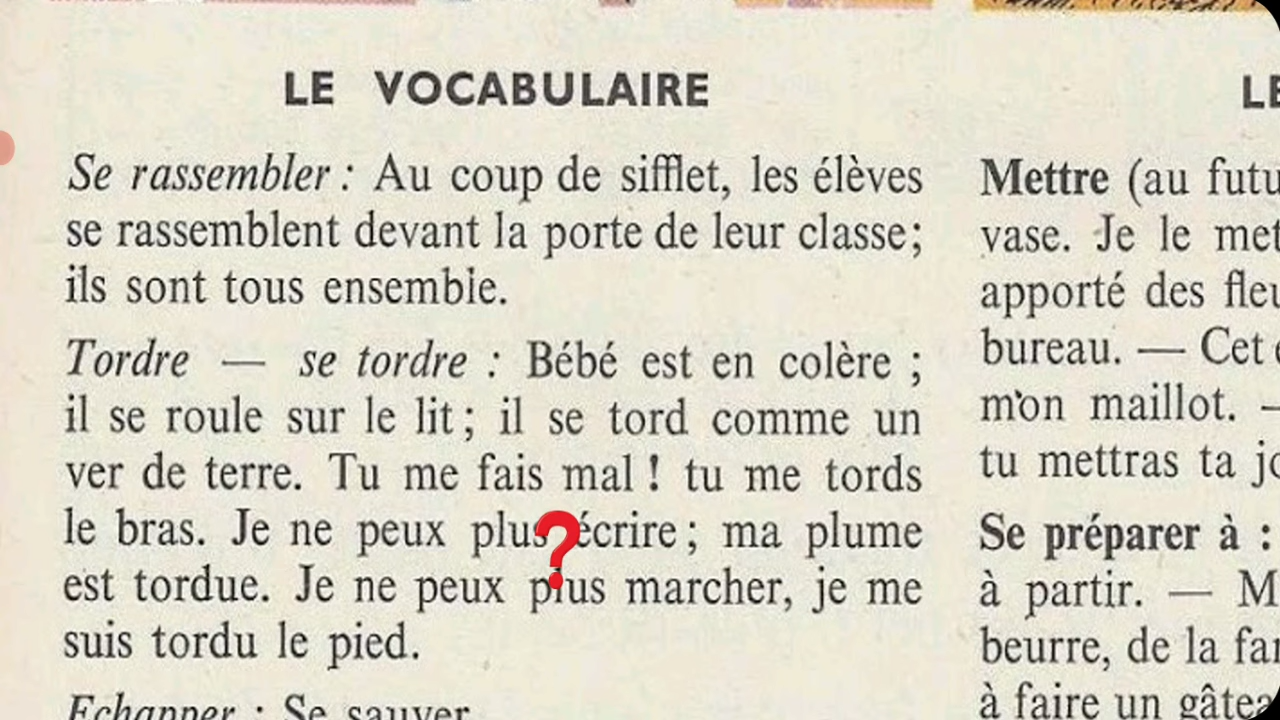 LE VOCABULAIRE
Se rassembler : Au coup de sifflet, les élèves
se rassemblent devant la porte de leur classe;
ils sont tous ensemble.
Tordre — se tordre : Bébé est en colère ;
il se roule sur le lit ; il se tord comme un
ver de terre. Tu me fais mal ! tu me tords
le bras. Je ne peux plus écrire ; ma plume
est tordue. Je ne peux plus marcher, je me
suis tordu le pied.
Echapper : Se sauver
LE
Mettre (au futu
vase. Je le met
apporté des fleu
bureau. — Cet e
mon maillot. —
tu mettras ta jo
Se préparer à :
à partir. — M
beurre, de la far
à faire un gâtea
?